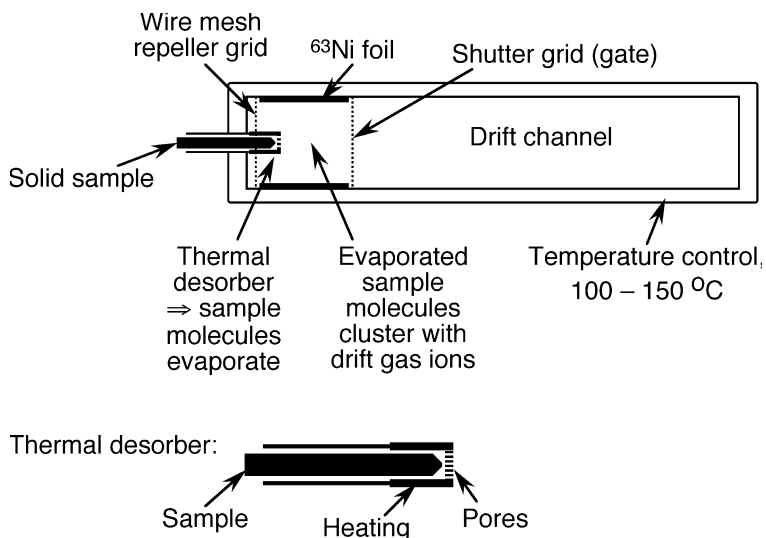 Wire mesh
repeller grid
⁶³Ni foil
Shutter grid (gate)
Drift channel
Solid sample
Thermal
desorber
⇒ sample
molecules
evaporate
Evaporated
sample
molecules
cluster with
drift gas ions
Temperature control,
100 – 150 ⁰C
Thermal desorber:
Sample
Heating
Pores